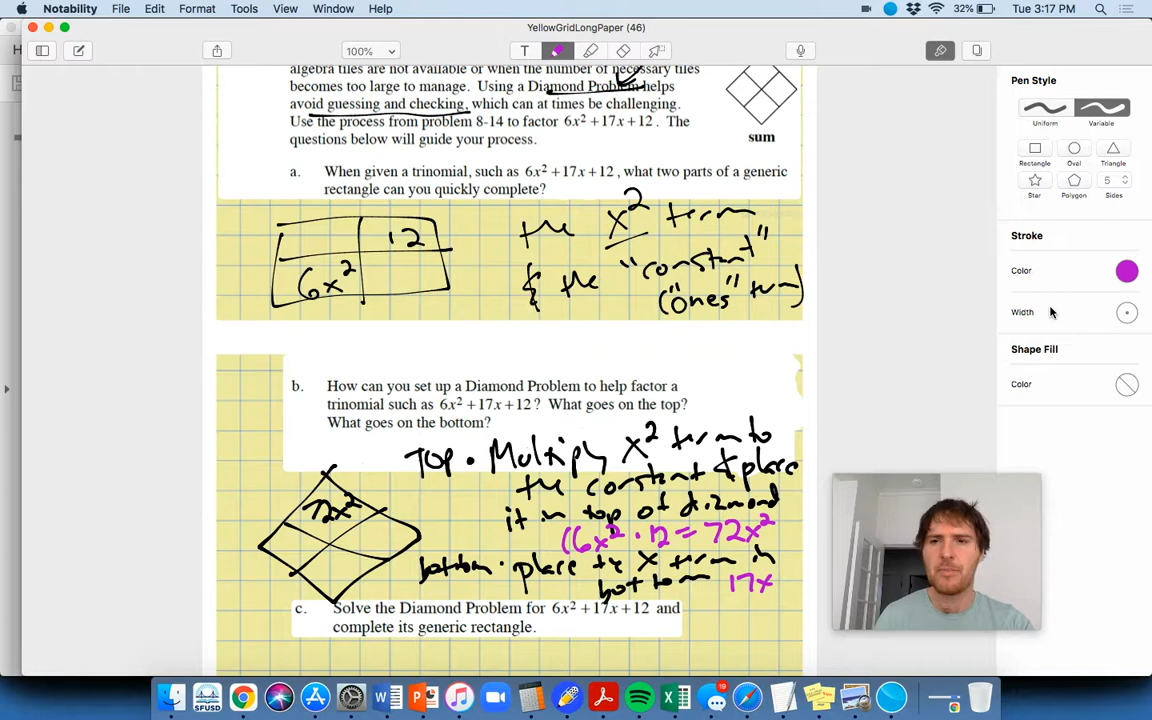 Notability File Edit Format Tools View Window Help 32% Tue 3:17 PM
YellowGridLongPaper (46)
100% T
algebra tiles are not available or when the number of necessary tiles
becomes too large to manage. Using a Diamond Problem helps
avoid guessing and checking, which can at times be challenging.
Use the process from problem 8-14 to factor 6x² + 17x + 12. The
questions below will guide your process.
sum
a. When given a trinomial, such as 6x² + 17x + 12, what two parts of a generic
rectangle can you quickly complete?
12
6x²
the x² term
& the "constant"
("ones" term)
b. How can you set up a Diamond Problem to help factor a
trinomial such as 6x² + 17x + 12? What goes on the top?
What goes on the bottom?
72x²
Top • Multiply x² term to
the constant & place
it in top of diamond
(6x² · 12 = 72x²
bottom • place the x term in
bottom 17x
c. Solve the Diamond Problem for 6x² + 17x + 12 and
complete its generic rectangle.
Pen Style
Uniform Variable
Rectangle Oval Triangle
5
Star Polygon Sides
Stroke
Color
Width
Shape Fill
Color
SFUSD
19